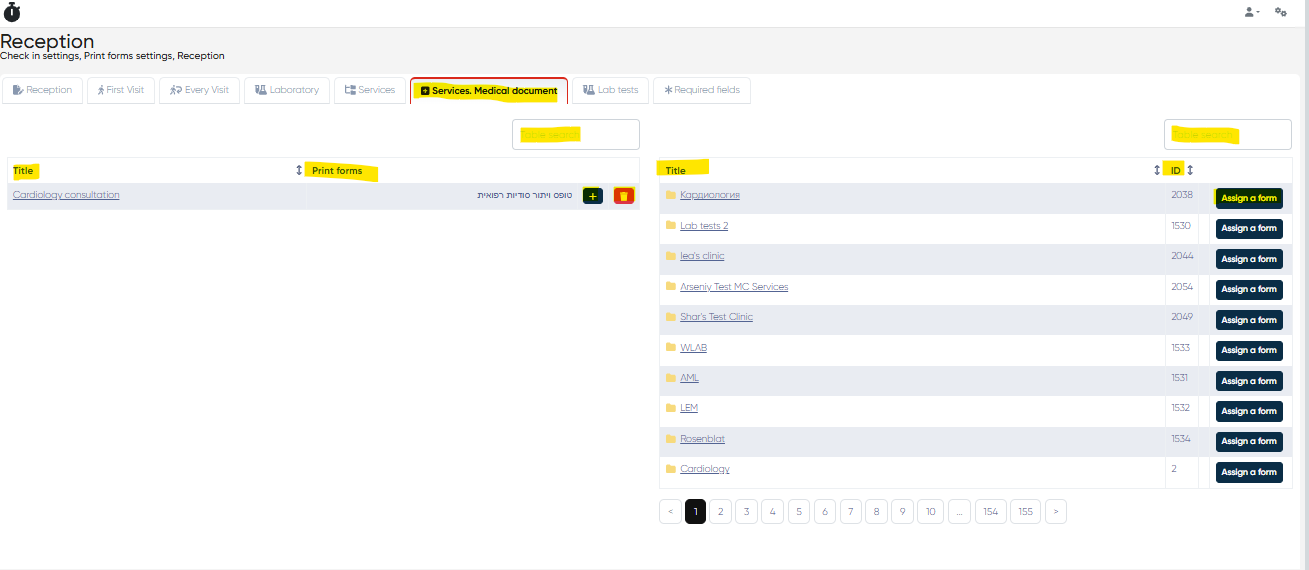 Reception
Check in settings, Print forms settings, Reception
Reception First Visit Every Visit Laboratory Services Services. Medical document Lab tests Required fields
Table search
Title Print forms
Cardiology consultation טופס ויתור סודיות רפואית
Table search
Title ID
Кардиология 2038 Assign a form
Lab tests 2 1530 Assign a form
lea's clinic 2044 Assign a form
Arseniy Test MC Services 2054 Assign a form
Shar's Test Clinic 2049 Assign a form
WLAB 1533 Assign a form
AML 1531 Assign a form
LEM 1532 Assign a form
Rosenblat 1534 Assign a form
Cardiology 2 Assign a form
< 1 2 3 4 5 6 7 8 9 10 ... 154 155 >